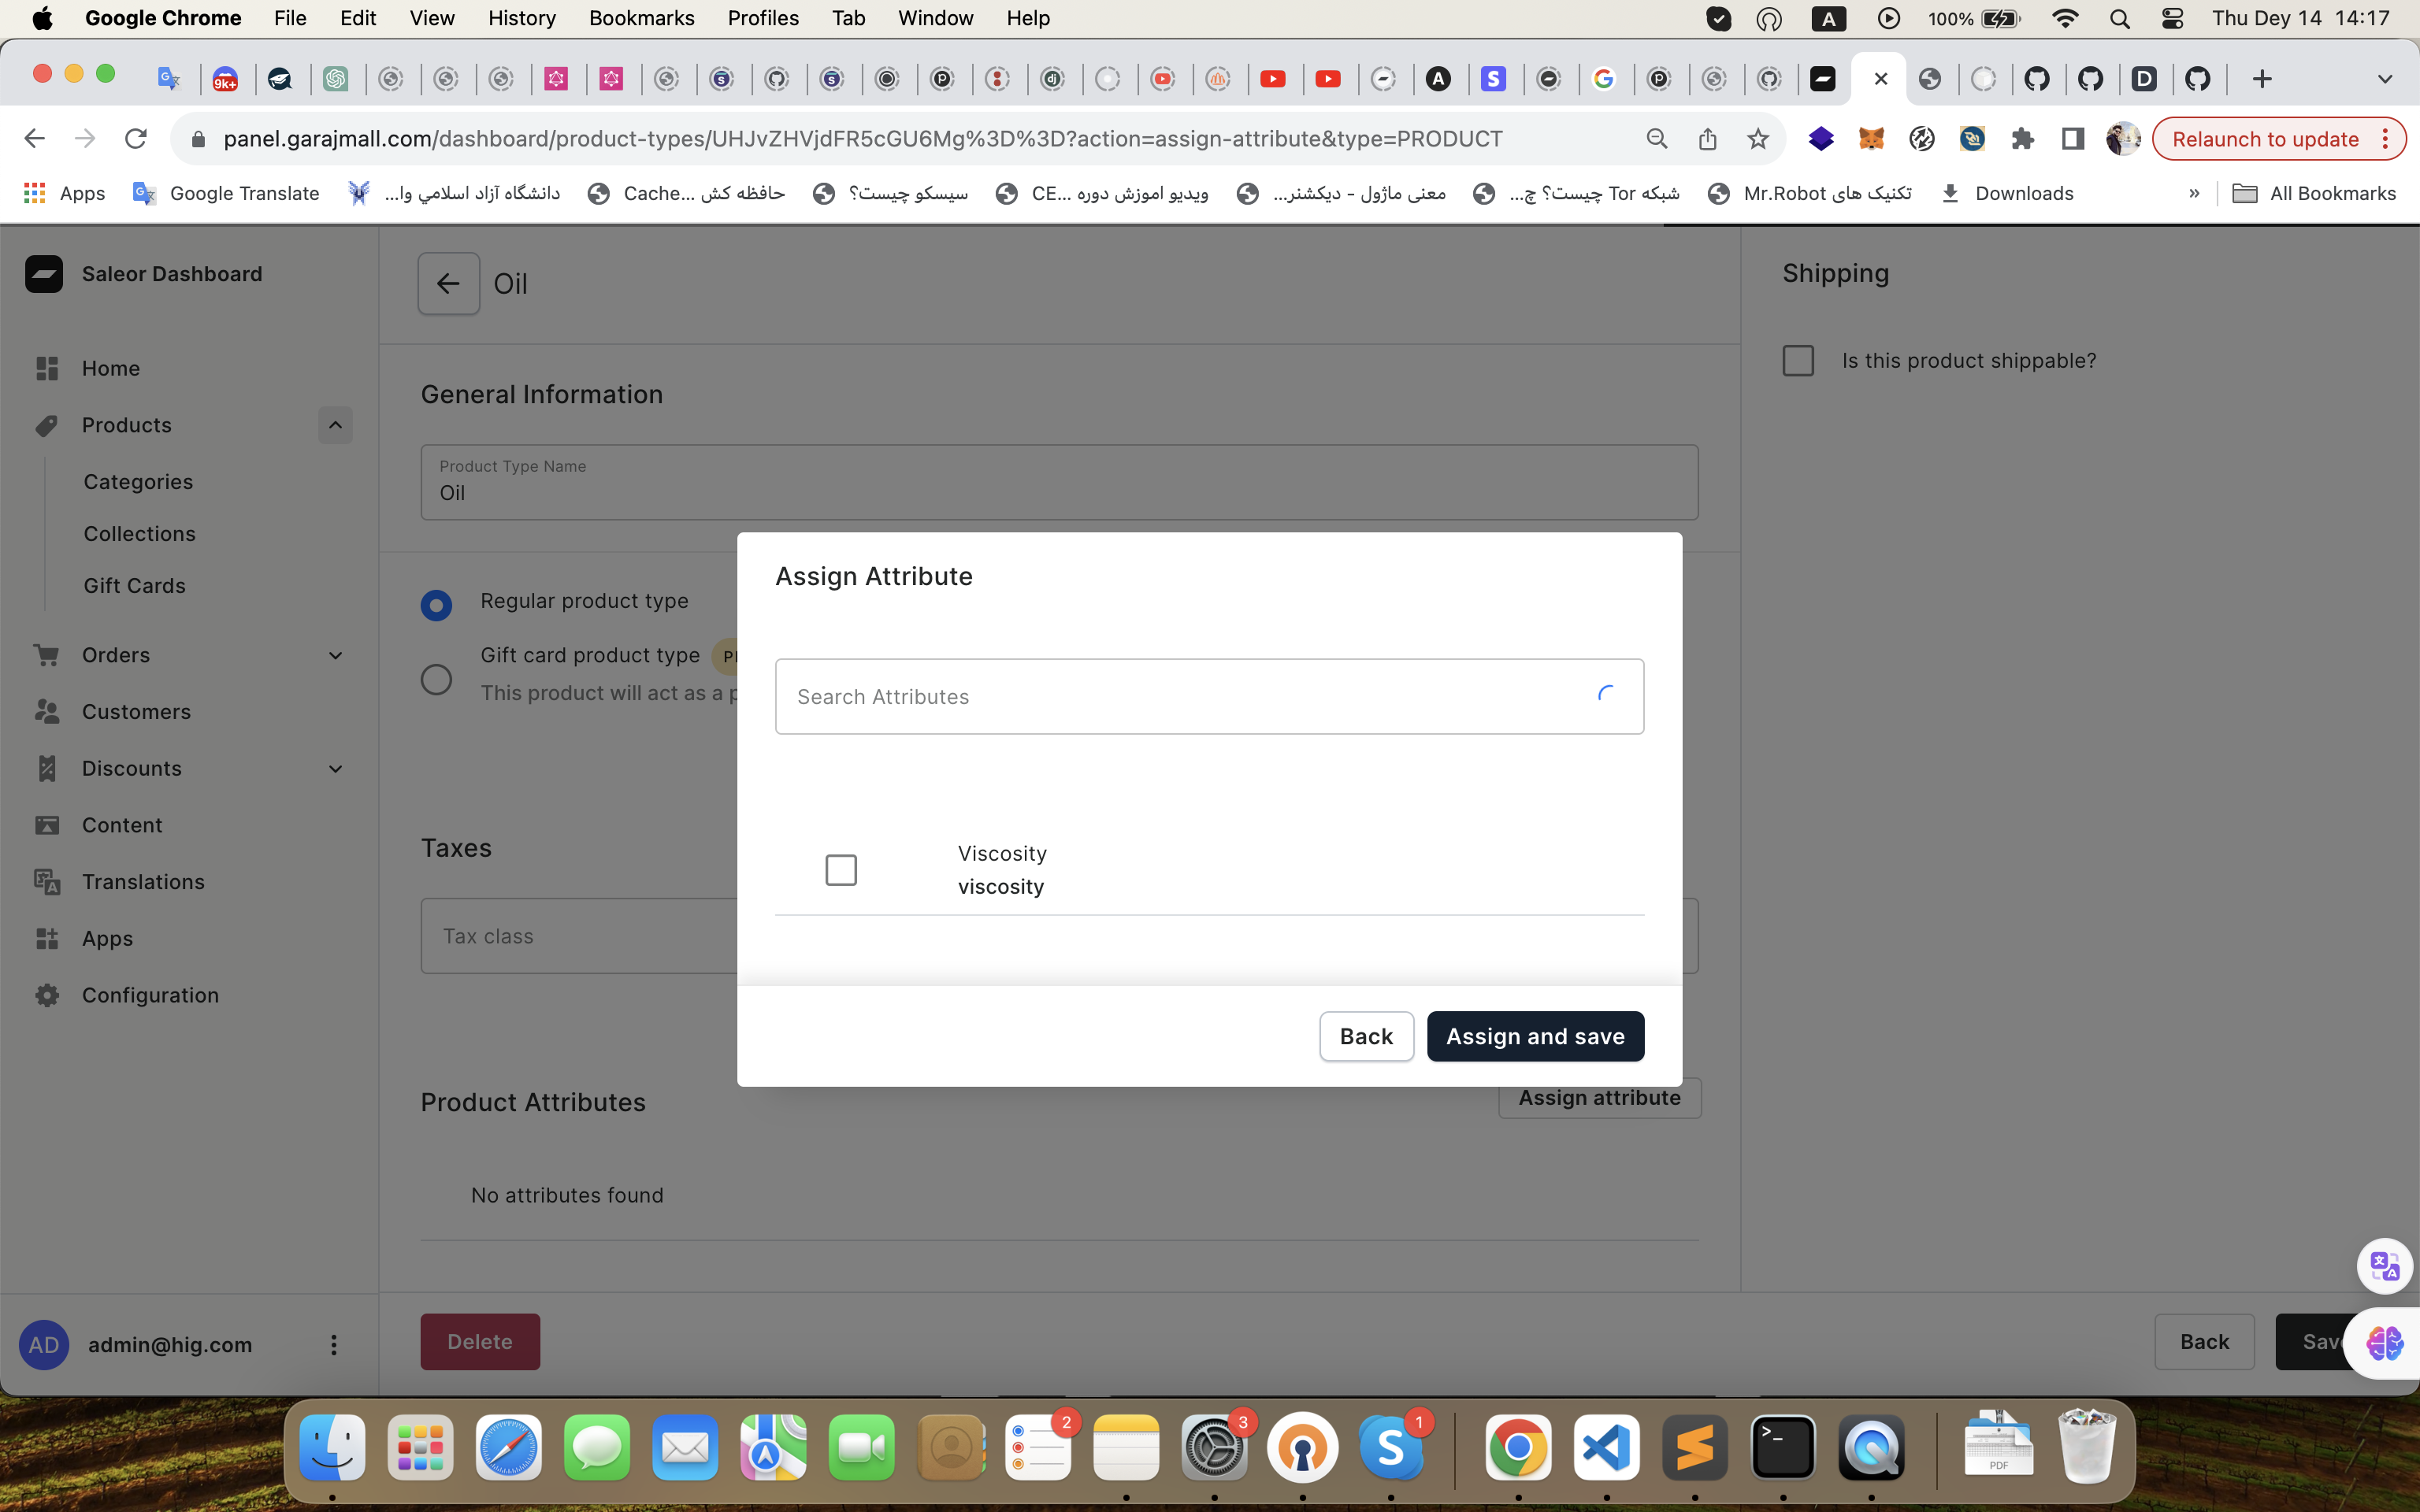 Google Chrome File Edit View History Bookmarks Profiles Tab Window Help A 100% Thu Dey 14 14:17
9k+
panel.garajmall.com/dashboard/product-types/UHJvZHVjdFR5cGU6Mg%3D%3D?action=assign-attribute&type=PRODUCT Relaunch to update
Apps Google Translate دانشگاه آزاد اسلامي وا... حافظه کش Cache... سیسکو چیست؟ ویدیو اموزش دوره CE... معنی ماژول - دیکشنر... شبکه Tor چیست؟ چ... تکنیک های Mr.Robot Downloads » All Bookmarks
Saleor Dashboard
Home
Products
Categories
Collections
Gift Cards
Orders
Customers
Discounts
Content
Translations
Apps
Configuration
AD admin@hig.com
Oil
General Information
Product Type Name
Oil
Regular product type
Gift card product type
This product will act as a p
Taxes
Tax class
Product Attributes
Assign attribute
No attributes found
Delete
Back
Sav
Shipping
Is this product shippable?
Assign Attribute
Search Attributes
Viscosity
viscosity
Back
Assign and save
2
3
1
PDF